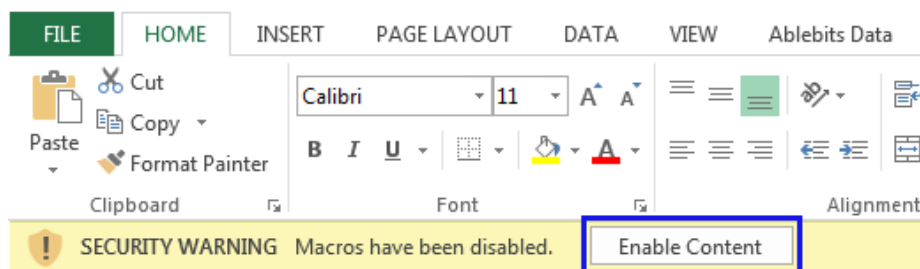 FILE HOME INSERT PAGE LAYOUT DATA VIEW Ablebits Data
Cut
Calibri 11 A A
Copy
Paste
B I U A
Format Painter
Clipboard Font Alignment
SECURITY WARNING Macros have been disabled. Enable Content